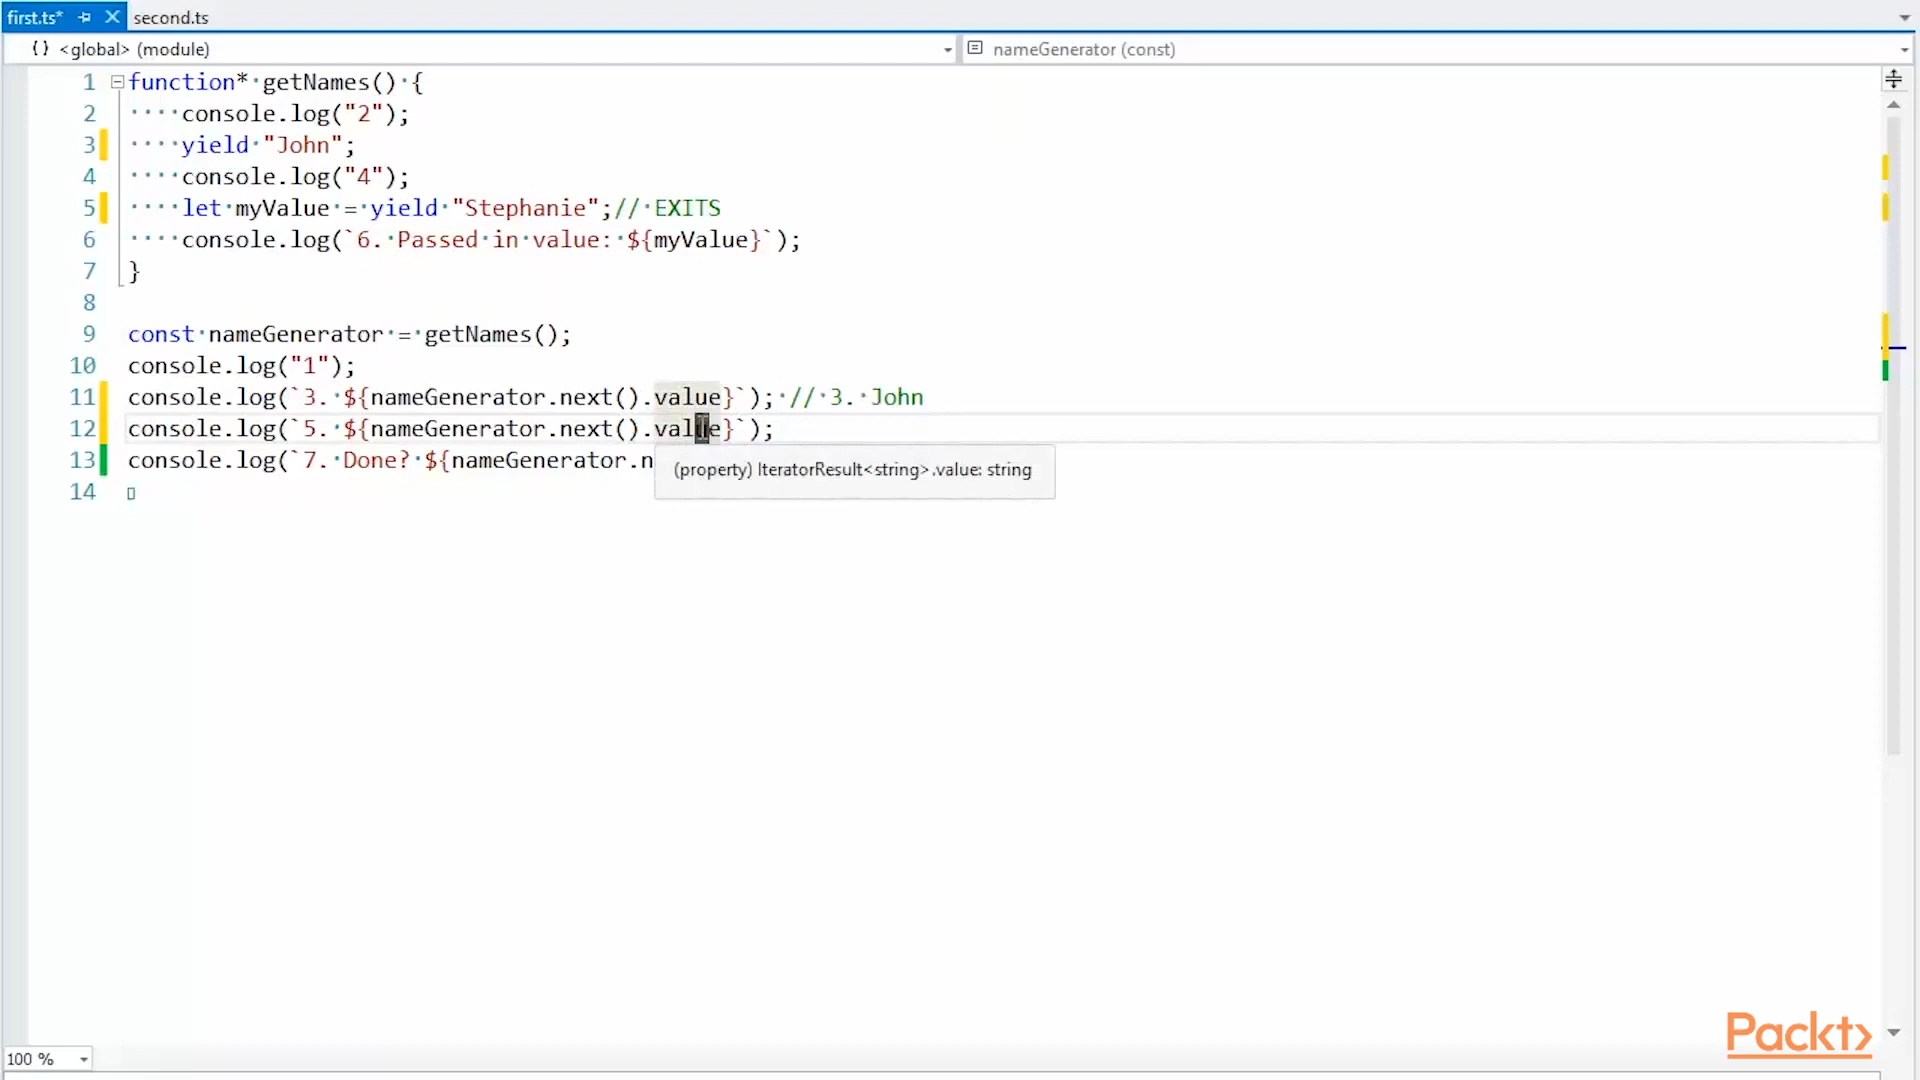 first.ts* second.ts
{} <global> (module) nameGenerator (const)
1 function* getNames() {
2 console.log("2");
3 yield "John";
4 console.log("4");
5 let myValue = yield "Stephanie";// EXITS
6 console.log(`6. Passed in value: ${myValue}`);
7 }
8
9 const nameGenerator = getNames();
10 console.log("1");
11 console.log(`3. ${nameGenerator.next().value}`); // 3. John
12 console.log(`5. ${nameGenerator.next().value}`);
13 console.log(`7. Done? ${nameGenerator.n
(property) IteratorResult<string>.value: string
14
Packt>
100 %